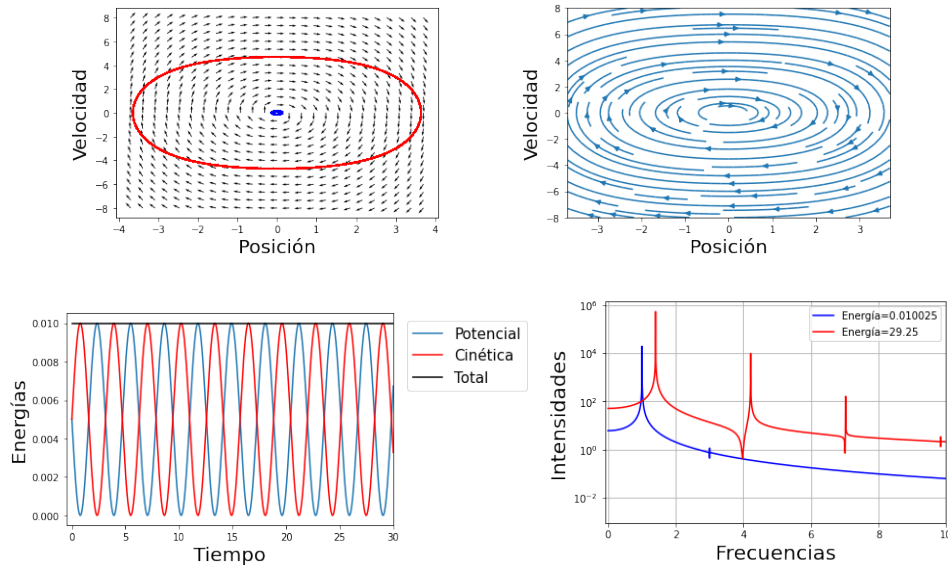 8
6
4
2
0
−2
−4
−6
−8
−4 −3 −2 −1 0 1 2 3 4
Velocidad
Posición
8
6
4
2
0
−2
−4
−6
−8
−3 −2 −1 0 1 2 3
Velocidad
Posición
0.010
0.008
0.006
0.004
0.002
0.000
0 5 10 15 20 25 30
Energías
Tiempo
Potencial
Cinética
Total
10⁶
10⁴
10²
10⁰
10⁻²
0 2 4 6 8 10
Intensidades
Frecuencias
Energía=0.010025
Energía=29.25